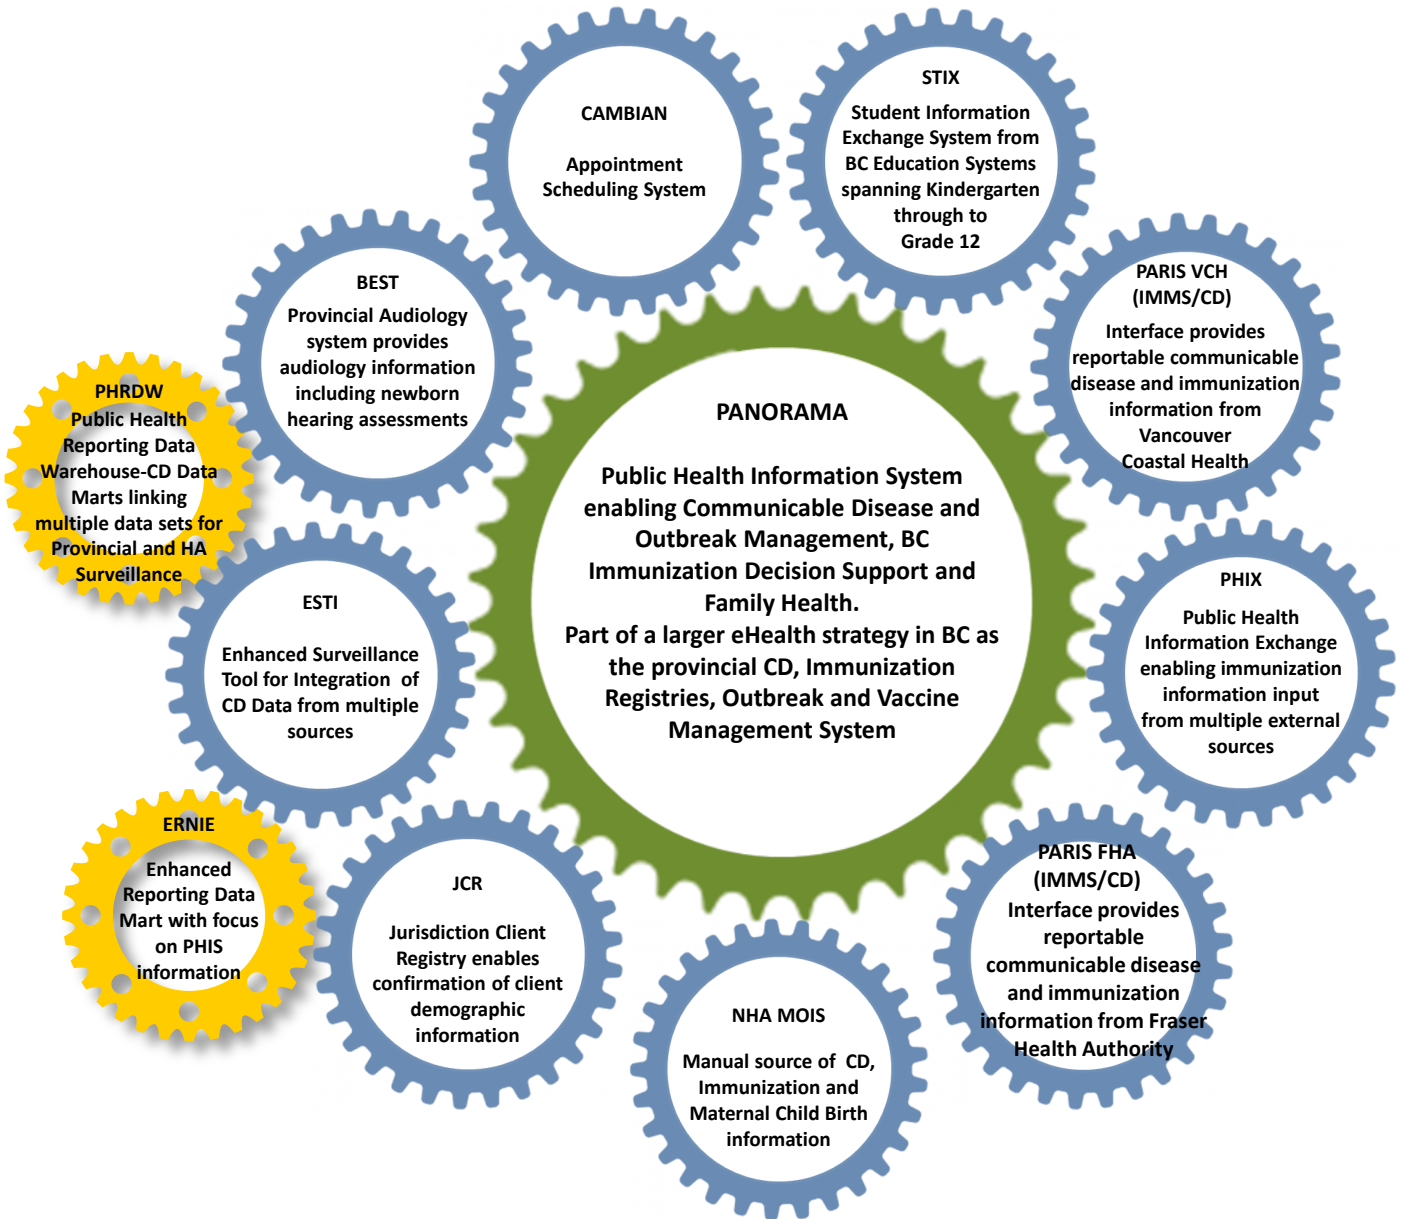 CAMBIAN
Appointment
Scheduling System
STIX
Student Information
Exchange System from
BC Education Systems
spanning Kindergarten
through to
Grade 12
BEST
Provincial Audiology
system provides
audiology information
including newborn
hearing assessments
PARIS VCH
(IMMS/CD)
Interface provides
reportable communicable
disease and immunization
information from
Vancouver
Coastal Health
PHRDW
Public Health
Reporting Data
Warehouse-CD Data
Marts linking
multiple data sets for
Provincial and HA
Surveillance
PANORAMA
Public Health Information System
enabling Communicable Disease and
Outbreak Management, BC
Immunization Decision Support and
Family Health.
Part of a larger eHealth strategy in BC as
the provincial CD, Immunization
Registries, Outbreak and Vaccine
Management System
ESTI
Enhanced Surveillance
Tool for Integration of
CD Data from multiple
sources
PHIX
Public Health
Information Exchange
enabling immunization
information input
from multiple external
sources
ERNIE
Enhanced
Reporting Data
Mart with focus
on PHIS
information
JCR
Jurisdiction Client
Registry enables
confirmation of client
demographic
information
NHA MOIS
Manual source of CD,
Immunization and
Maternal Child Birth
information
PARIS FHA
(IMMS/CD)
Interface provides
reportable
communicable disease
and immunization
information from Fraser
Health Authority